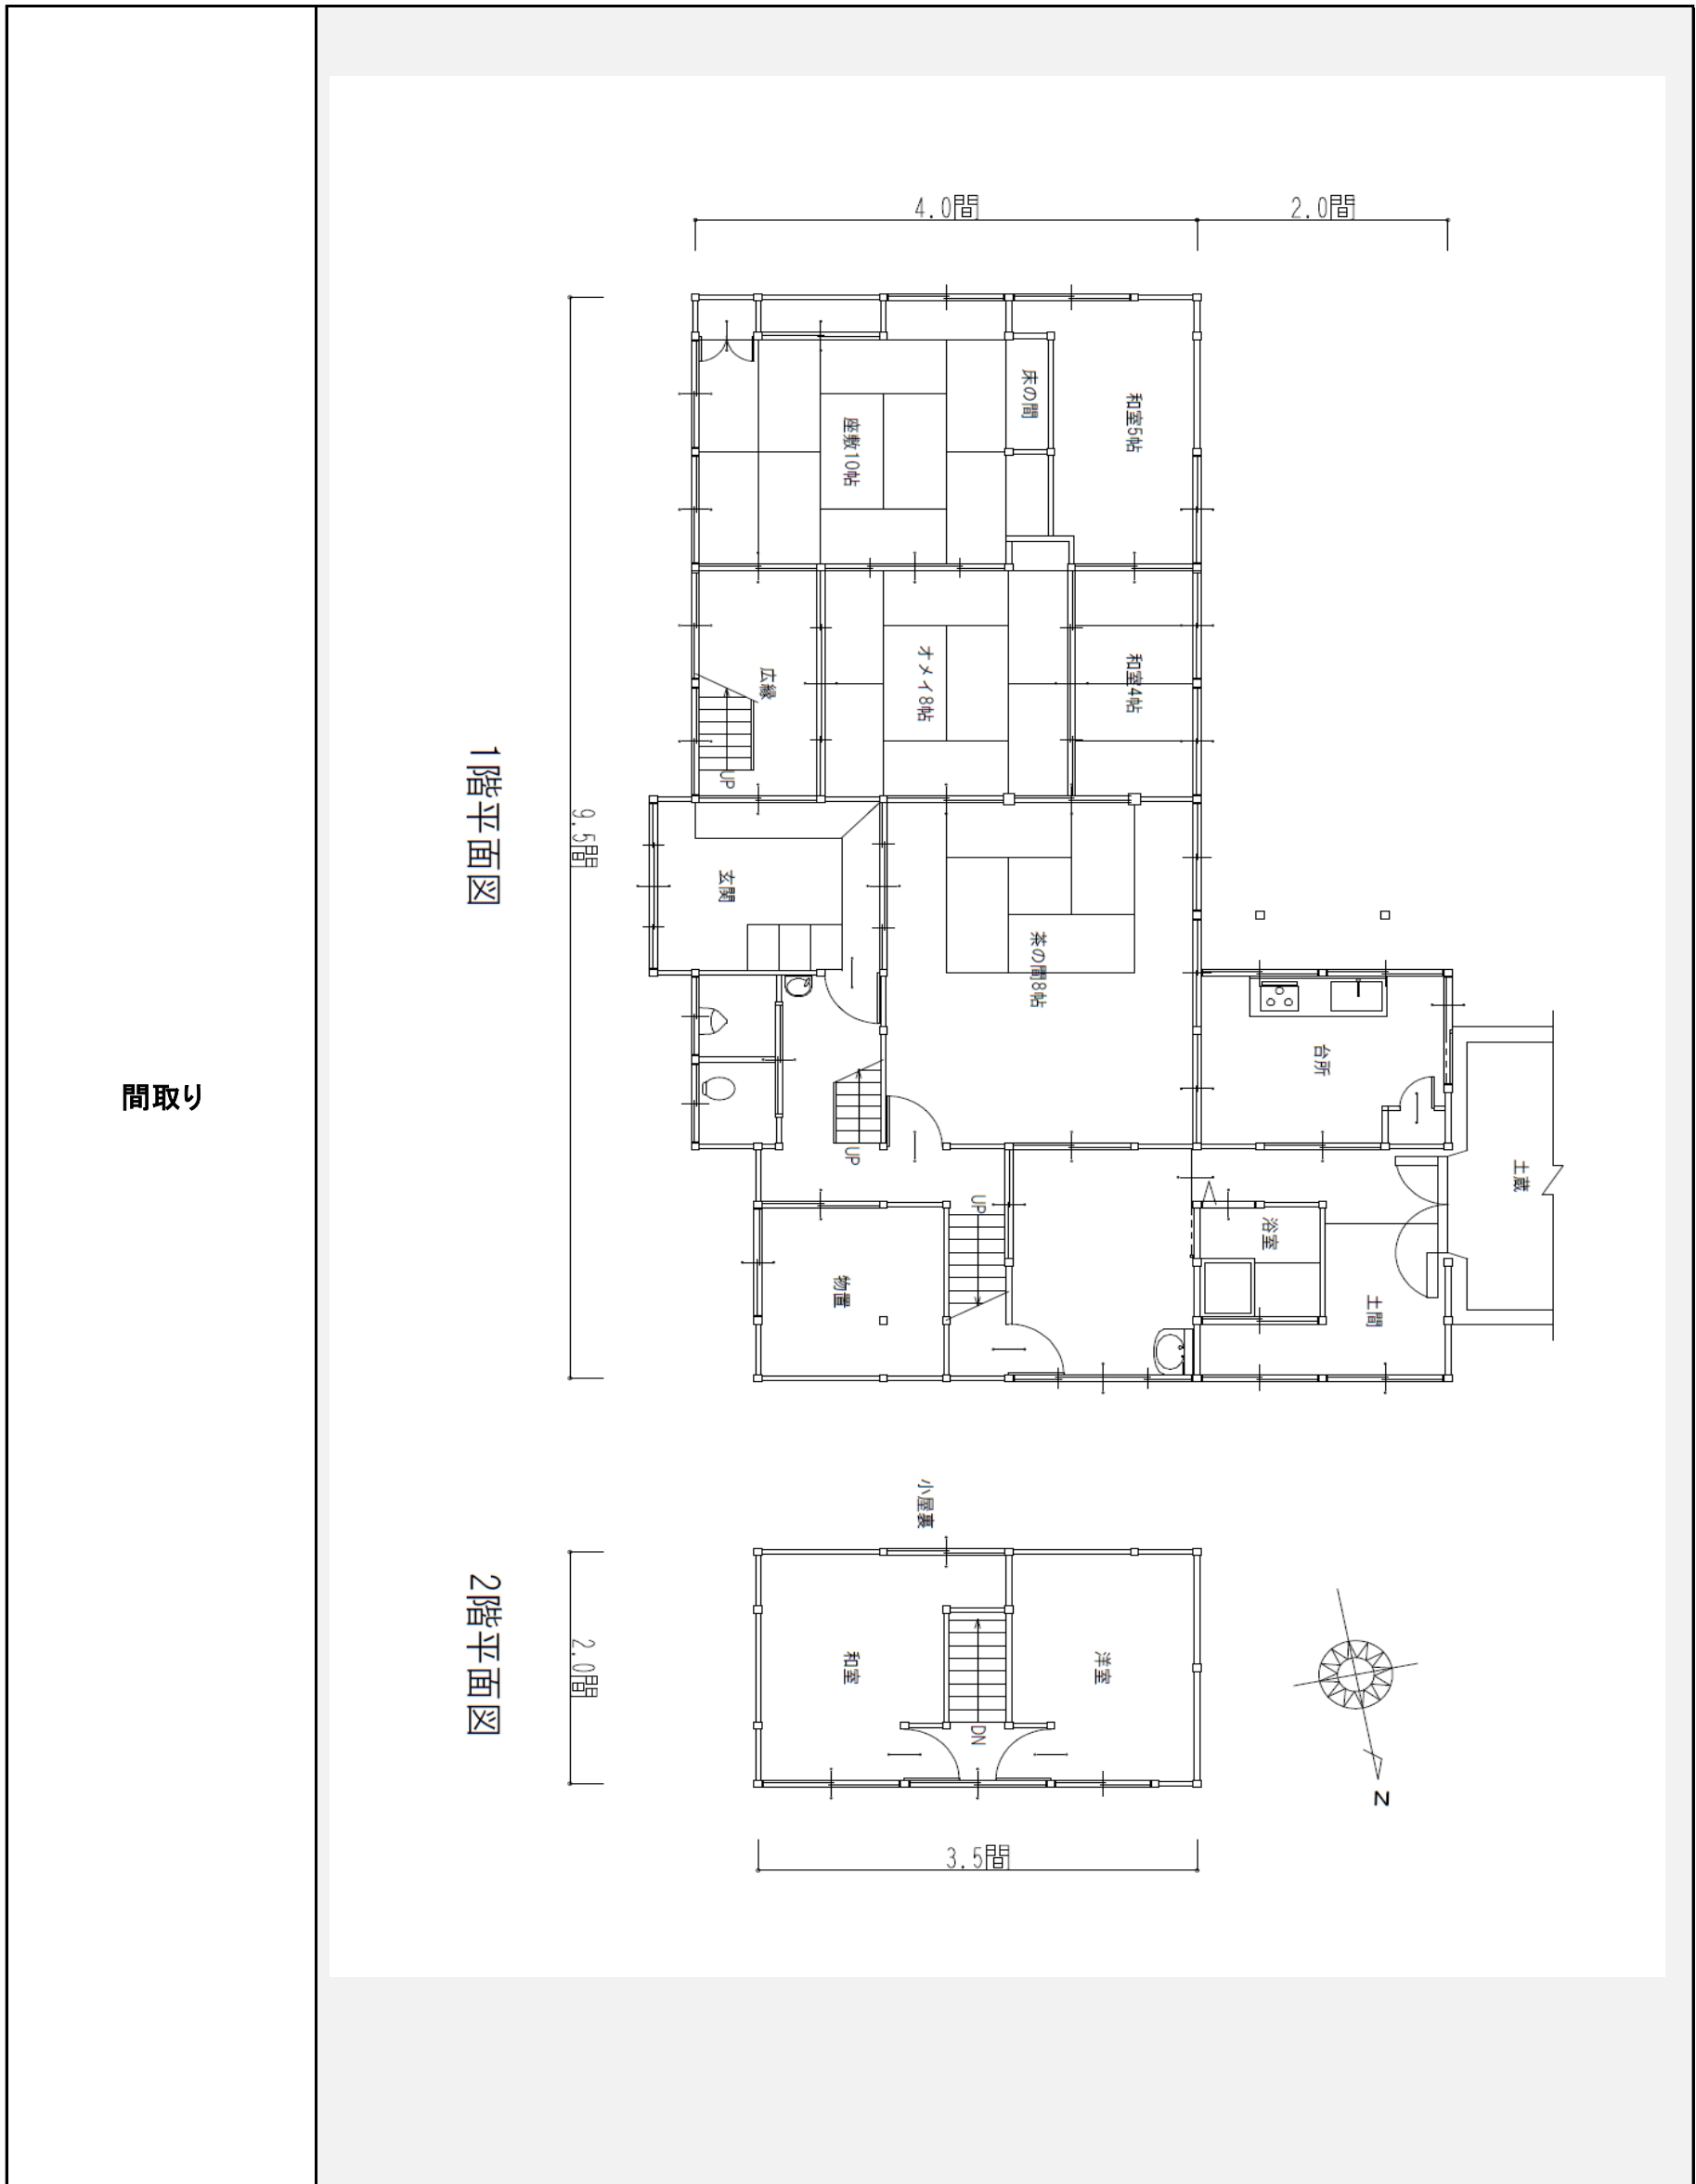 間取り
4.0間
2.0間
9.5間
1階平面図
床の間
和室5帖
座敷10帖
広縁
オメイ8帖
和室4帖
UP
玄関
茶の間8帖
台所
UP
土蔵
UP
浴室
物置
土間
小屋裏
2.0間
2階平面図
和室
洋室
DN
N
3.5間